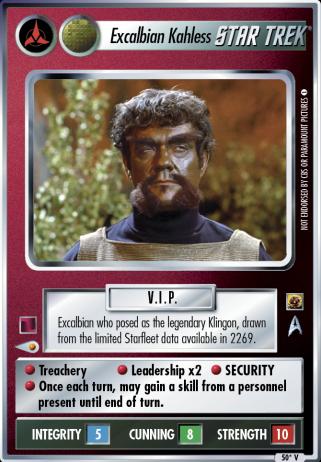 Excalbian Kahless STAR TREK
NOT ENDORSED BY CBS OR PARAMOUNT PICTURES
V.I.P.
Excalbian who posed as the legendary Klingon, drawn
from the limited Starfleet data available in 2269.
Treachery Leadership x2 SECURITY
Once each turn, may gain a skill from a personnel
present until end of turn.
INTEGRITY 5 CUNNING 8 STRENGTH 10
50* V